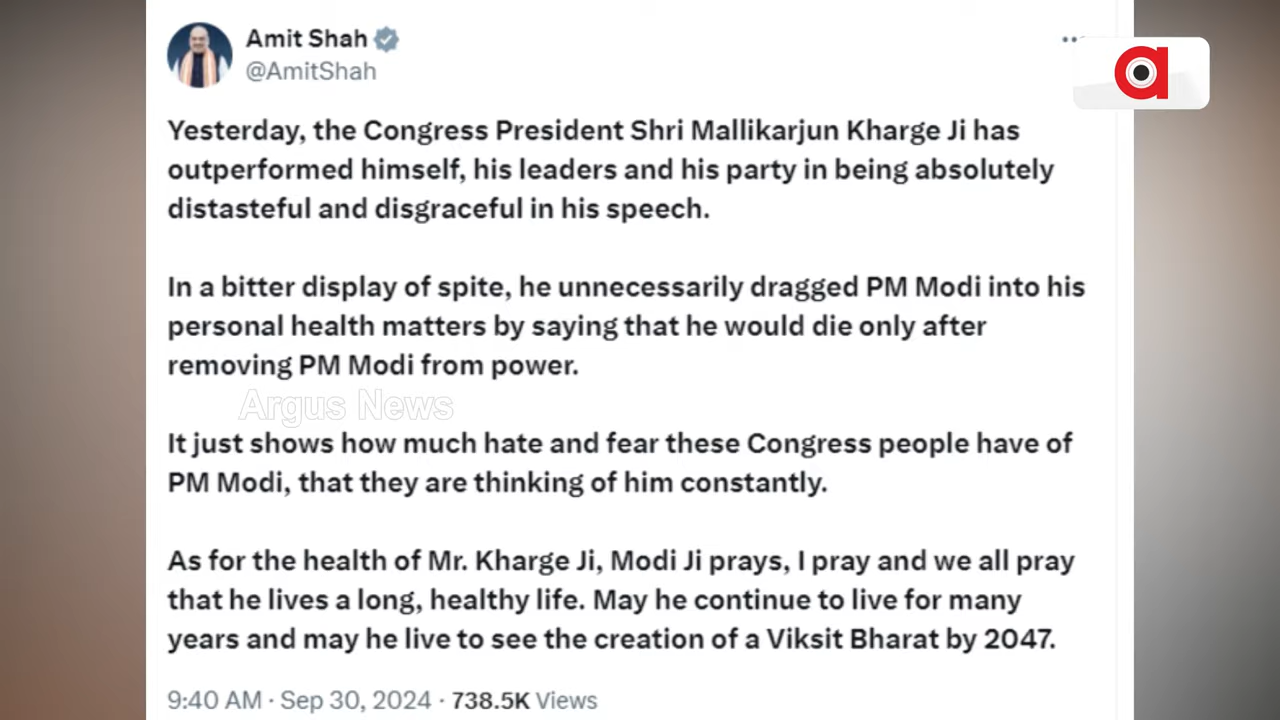 Amit Shah
@AmitShah
a
Yesterday, the Congress President Shri Mallikarjun Kharge Ji has
outperformed himself, his leaders and his party in being absolutely
distasteful and disgraceful in his speech.
In a bitter display of spite, he unnecessarily dragged PM Modi into his
personal health matters by saying that he would die only after
removing PM Modi from power.
Argus News
It just shows how much hate and fear these Congress people have of
PM Modi, that they are thinking of him constantly.
As for the health of Mr. Kharge Ji, Modi Ji prays, I pray and we all pray
that he lives a long, healthy life. May he continue to live for many
years and may he live to see the creation of a Viksit Bharat by 2047.
9:40 AM · Sep 30, 2024 · 738.5K Views